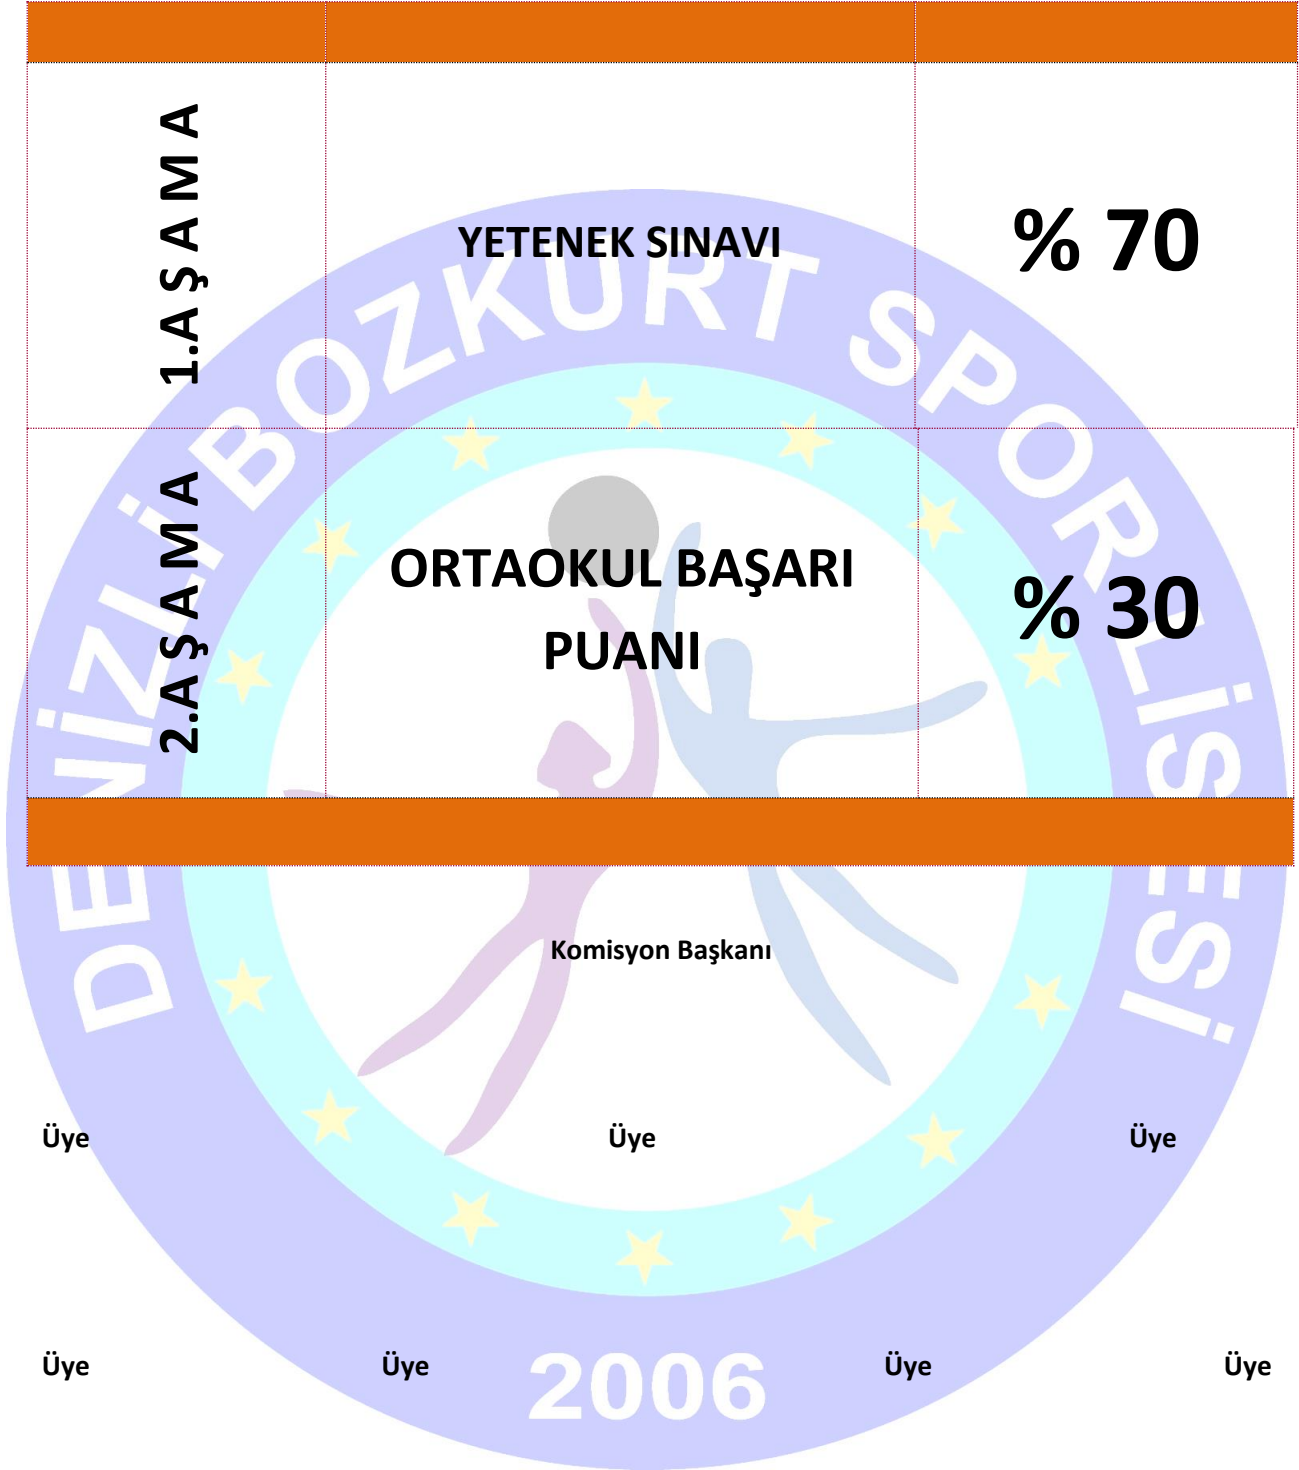 1.A Ş A M A
YETENEK SINAVI
% 70
2.A Ş A M A
ORTAOKUL BAŞARI
PUANI
% 30
Komisyon Başkanı
Üye Üye Üye
Üye Üye Üye Üye
DENİZLİ BOZKURT SPOR LİSESİ
2006